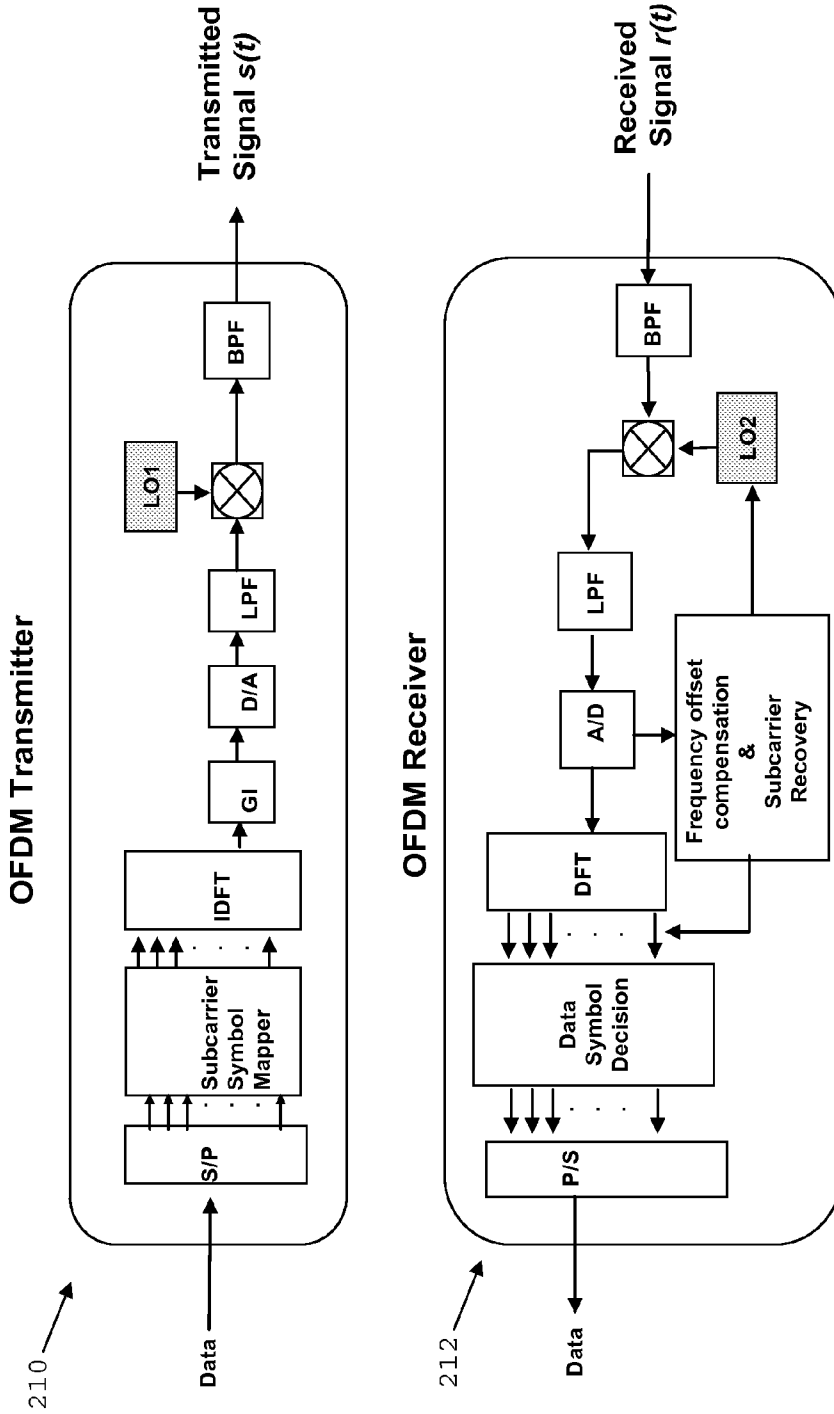 OFDM Transmitter
210
Data
S/P
Subcarrier
Symbol
Mapper
IDFT
GI
D/A
LPF
LO1
BPF
Transmitted
Signal s(t)
OFDM Receiver
212
Data
P/S
Data
Symbol
Decision
DFT
A/D
LPF
Frequency offset
compensation
&
Subcarrier
Recovery
LO2
BPF
Received
Signal r(t)